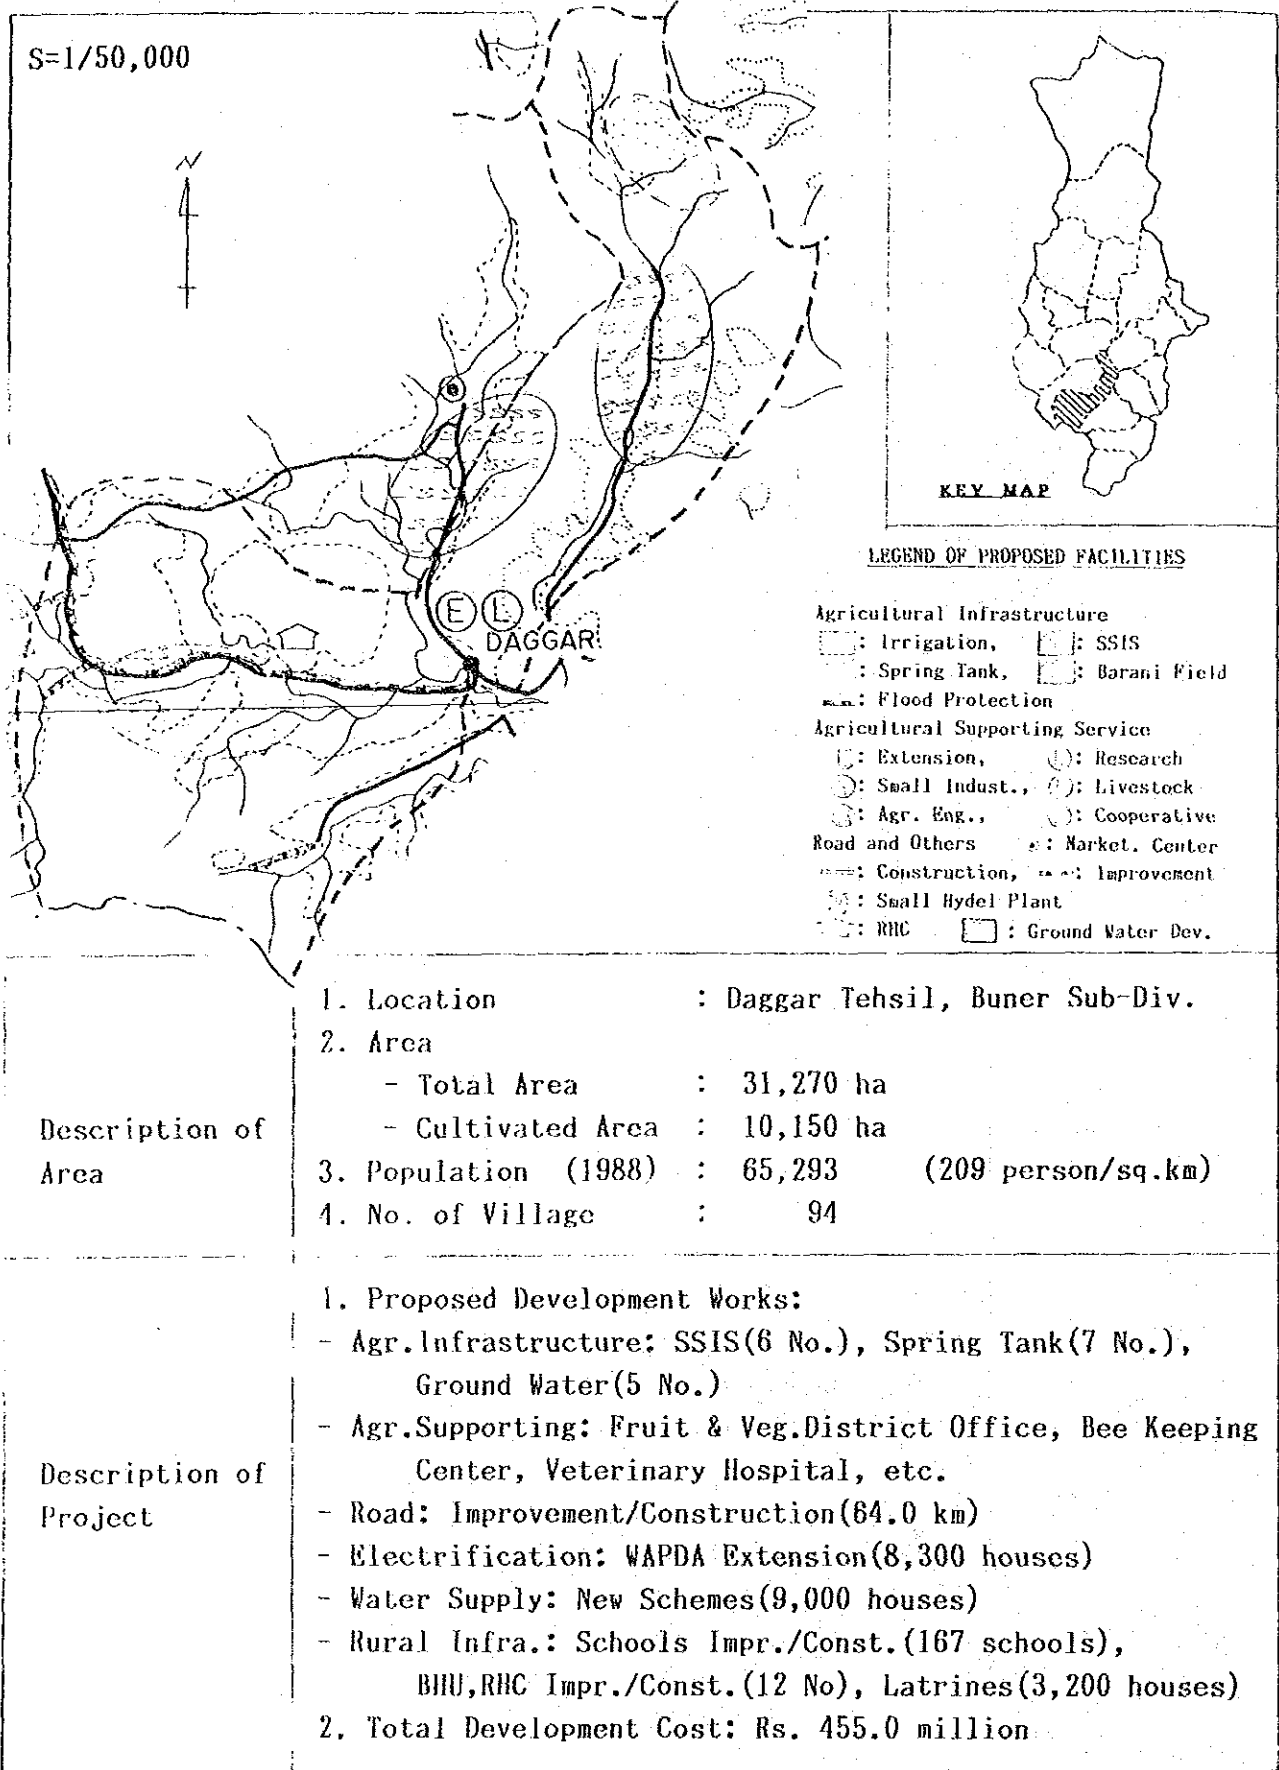 S=1/50,000
N
E L
DAGGAR
KEY MAP
LEGEND OF PROPOSED FACILITIES
Agricultural Infrastructure
: Irrigation, : SSIS
: Spring Tank, : Barani Field
: Flood Protection
Agricultural Supporting Service
: Extension, : Research
: Small Indust., : Livestock
: Agr. Eng., : Cooperative
Road and Others : Market. Center
: Construction, : Improvement
: Small Hydel Plant
: RHC : Ground Water Dev.
Description of
Area
1. Location : Daggar Tehsil, Buner Sub-Div.
2. Area
- Total Area : 31,270 ha
- Cultivated Area : 10,150 ha
3. Population (1988) : 65,293 (209 person/sq.km)
4. No. of Village : 94
Description of
Project
1. Proposed Development Works:
- Agr.Infrastructure: SSIS(6 No.), Spring Tank(7 No.),
Ground Water(5 No.)
- Agr.Supporting: Fruit & Veg.District Office, Bee Keeping
Center, Veterinary Hospital, etc.
- Road: Improvement/Construction(64.0 km)
- Electrification: WAPDA Extension(8,300 houses)
- Water Supply: New Schemes(9,000 houses)
- Rural Infra.: Schools Impr./Const.(167 schools),
BHU,RHC Impr./Const.(12 No), Latrines(3,200 houses)
2. Total Development Cost: Rs. 455.0 million